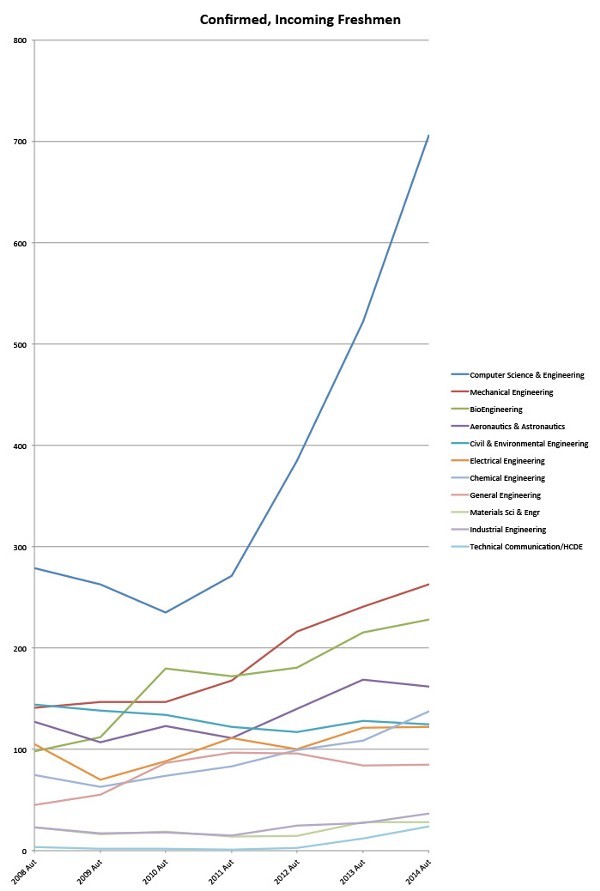 Confirmed, Incoming Freshmen
800
700
600
500
400
300
200
100
0
2008 Aut
2009 Aut
2010 Aut
2011 Aut
2012 Aut
2013 Aut
2014 Aut
Computer Science & Engineering
Mechanical Engineering
BioEngineering
Aeronautics & Astronautics
Civil & Environmental Engineering
Electrical Engineering
Chemical Engineering
General Engineering
Materials Sci & Engr
Industrial Engineering
Technical Communication/HCDE